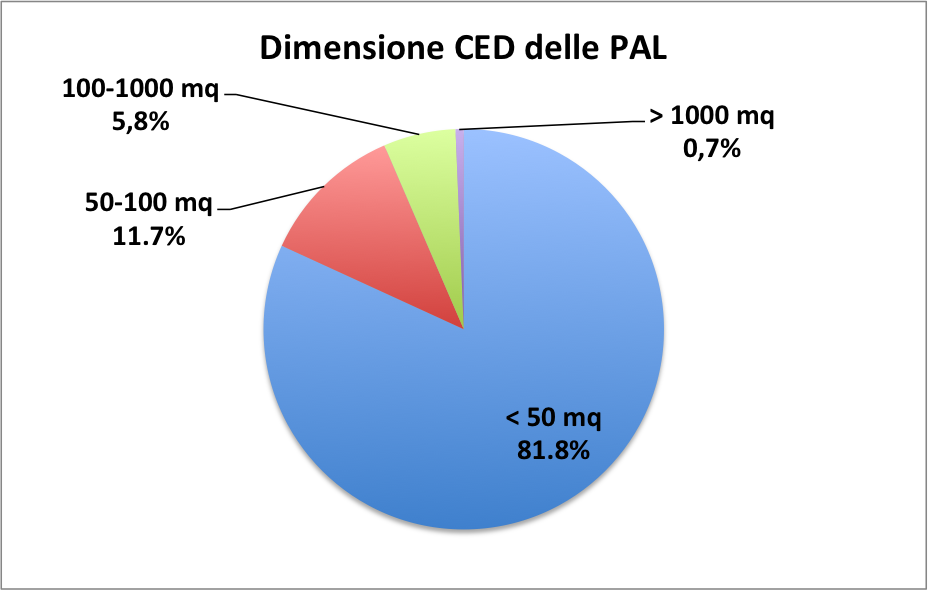 Dimensione CED delle PAL
100-1000 mq
5,8%
> 1000 mq
0,7%
50-100 mq
11.7%
< 50 mq
81.8%